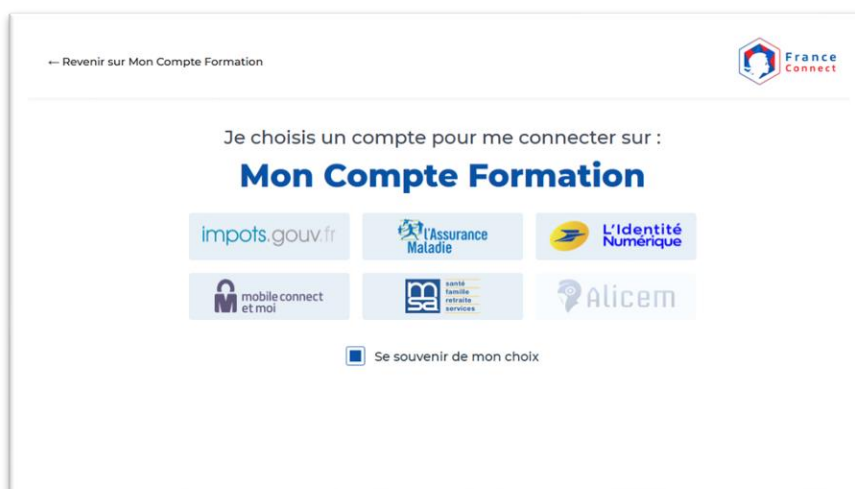 ← Revenir sur Mon Compte Formation
France
Connect
Je choisis un compte pour me connecter sur :
Mon Compte Formation
impots.gouv.fr
l'Assurance
Maladie
L'Identité
Numérique
mobile connect
et moi
msa
santé
famille
retraite
services
Alicem
Se souvenir de mon choix